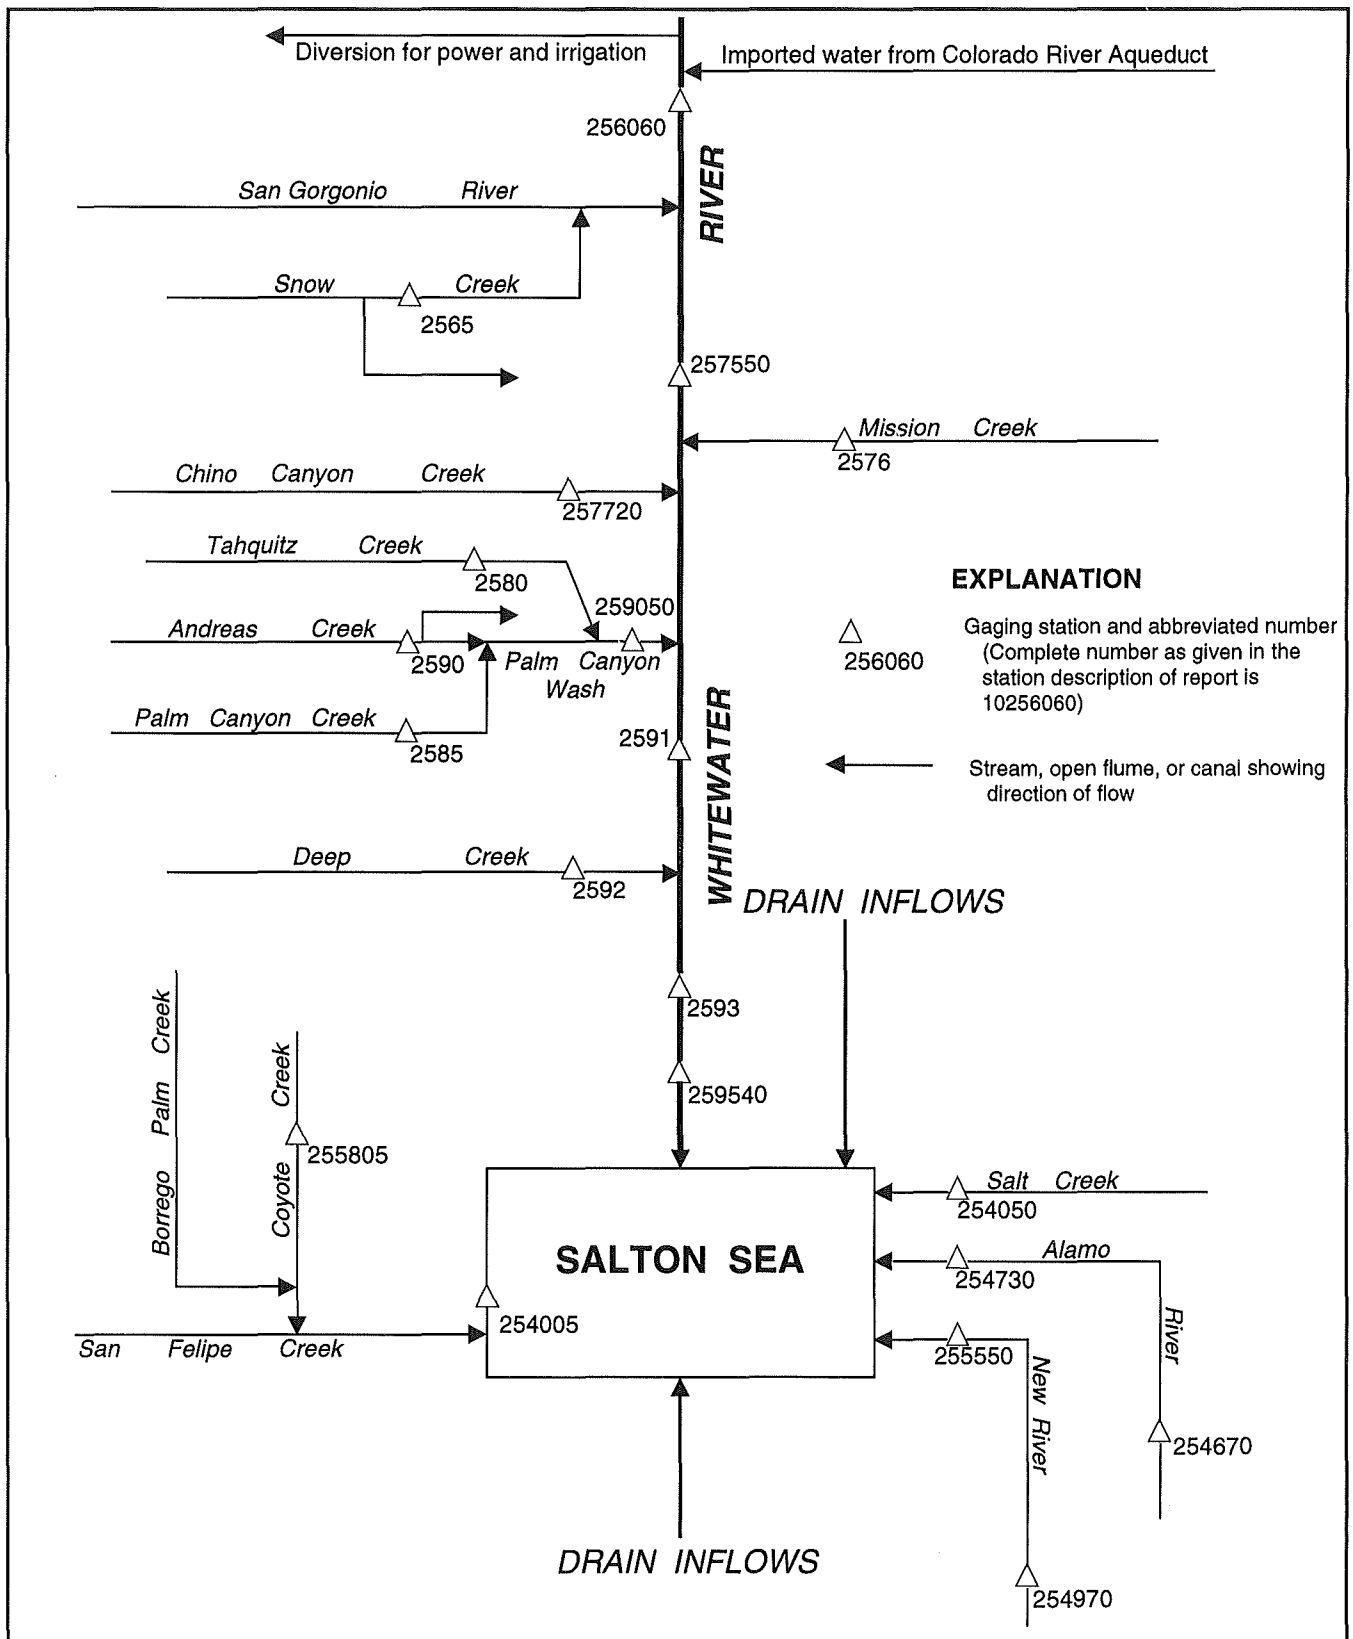 Diversion for power and irrigation
Imported water from Colorado River Aqueduct
256060
RIVER
San Gorgonio River
Snow Creek
2565
257550
Mission Creek
2576
Chino Canyon Creek
257720
Tahquitz Creek
2580
259050
Andreas Creek
2590
Palm Canyon
Wash
Palm Canyon Creek
2585
2591
WHITEWATER
EXPLANATION
256060
Gaging station and abbreviated number
(Complete number as given in the
station description of report is
10256060)
Stream, open flume, or canal showing
direction of flow
Deep Creek
2592
DRAIN INFLOWS
2593
259540
Borrego Palm Creek
Coyote Creek
255805
San Felipe Creek
SALTON SEA
254005
Salt Creek
254050
Alamo
River
254730
255550
New River
254670
254970
DRAIN INFLOWS